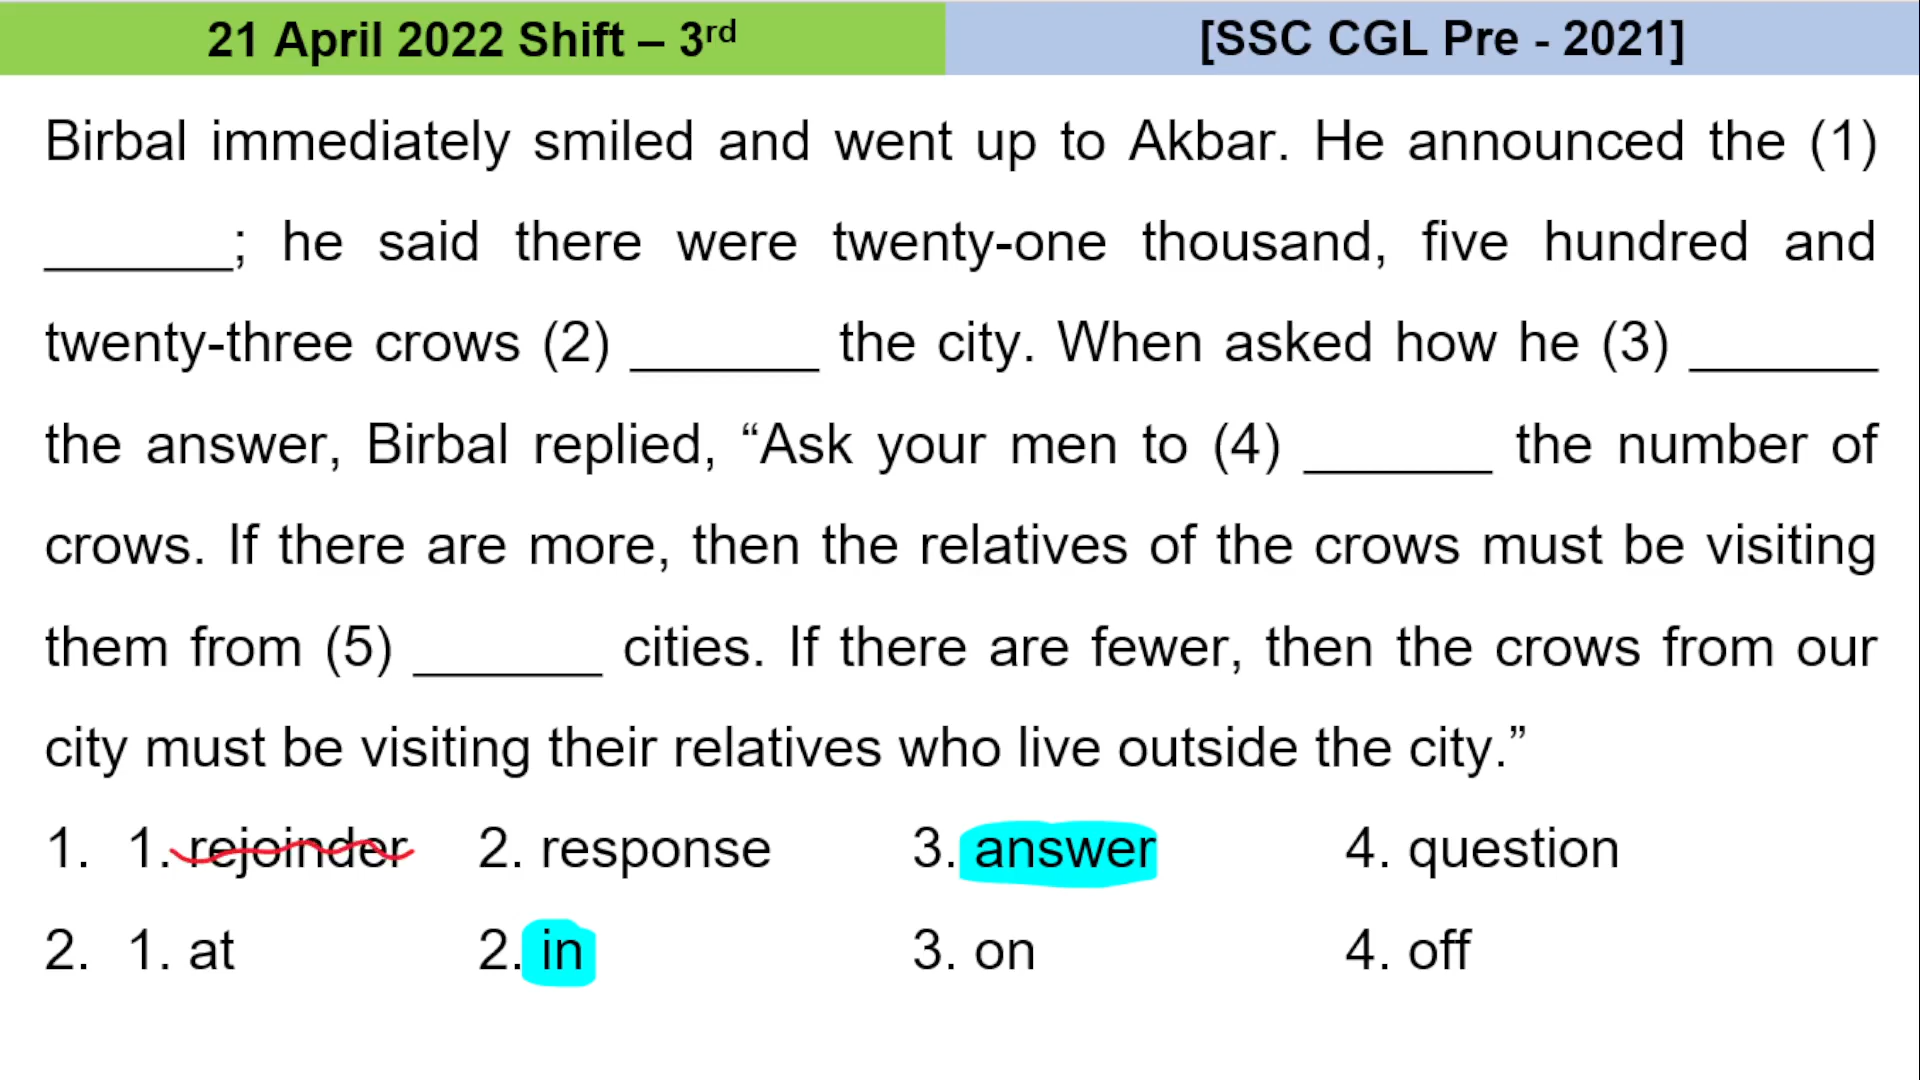 21 April 2022 Shift – 3rd
[SSC CGL Pre - 2021]
Birbal immediately smiled and went up to Akbar. He announced the (1)
______; he said there were twenty-one thousand, five hundred and
twenty-three crows (2) ______ the city. When asked how he (3) ______
the answer, Birbal replied, “Ask your men to (4) ______ the number of
crows. If there are more, then the relatives of the crows must be visiting
them from (5) ______ cities. If there are fewer, then the crows from our
city must be visiting their relatives who live outside the city.”
1. 1. rejoinder 2. response 3. answer 4. question
2. 1. at 2. in 3. on 4. off